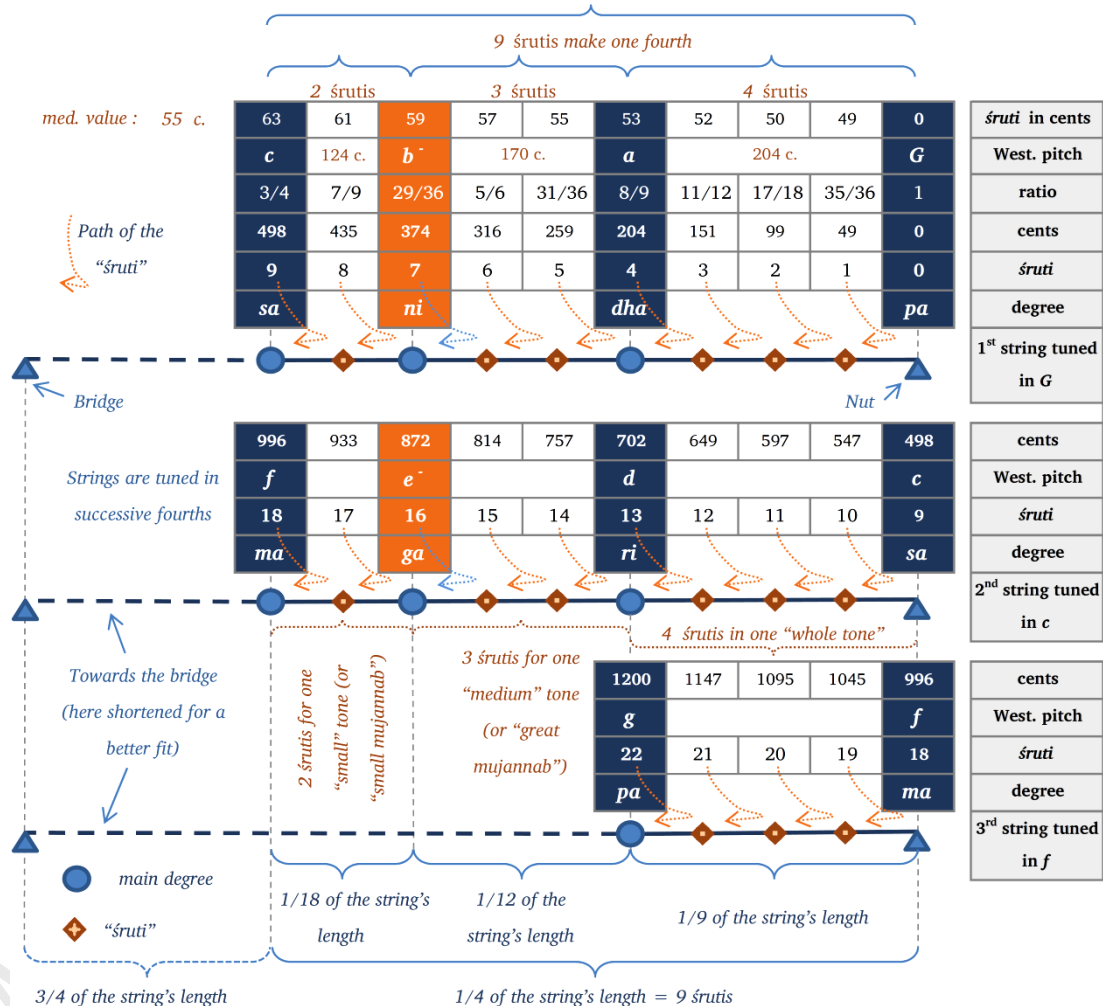 9 śrutis make one fourth
2 śrutis 3 śrutis 4 śrutis
med. value : 55 c. 63 61 59 57 55 53 52 50 49 0 śruti in cents
c 124 c. b⁻ 170 c. a 204 c. G West. pitch
3/4 7/9 29/36 5/6 31/36 8/9 11/12 17/18 35/36 1 ratio
Path of the
"śruti"
498 435 374 316 259 204 151 99 49 0 cents
9 8 7 6 5 4 3 2 1 0 śruti
sa ni dha pa degree
1st string tuned
in G
Bridge Nut
996 933 872 814 757 702 649 597 547 498 cents
Strings are tuned in
successive fourths
f e⁻ d c West. pitch
18 17 16 15 14 13 12 11 10 9 śruti
ma ga ri sa degree
2nd string tuned
in c
4 śrutis in one "whole tone"
Towards the bridge
(here shortened for a
better fit)
2 śrutis for one
"small" tone (or
"small mujannab")
3 śrutis for one
"medium" tone
(or "great
mujannab")
1200 1147 1095 1045 996 cents
g f West. pitch
22 21 20 19 18 śruti
pa ma degree
3rd string tuned
in f
main degree
"śruti"
1/18 of the string's
length
1/12 of the
string's length
1/9 of the string's length
3/4 of the string's length 1/4 of the string's length = 9 śrutis